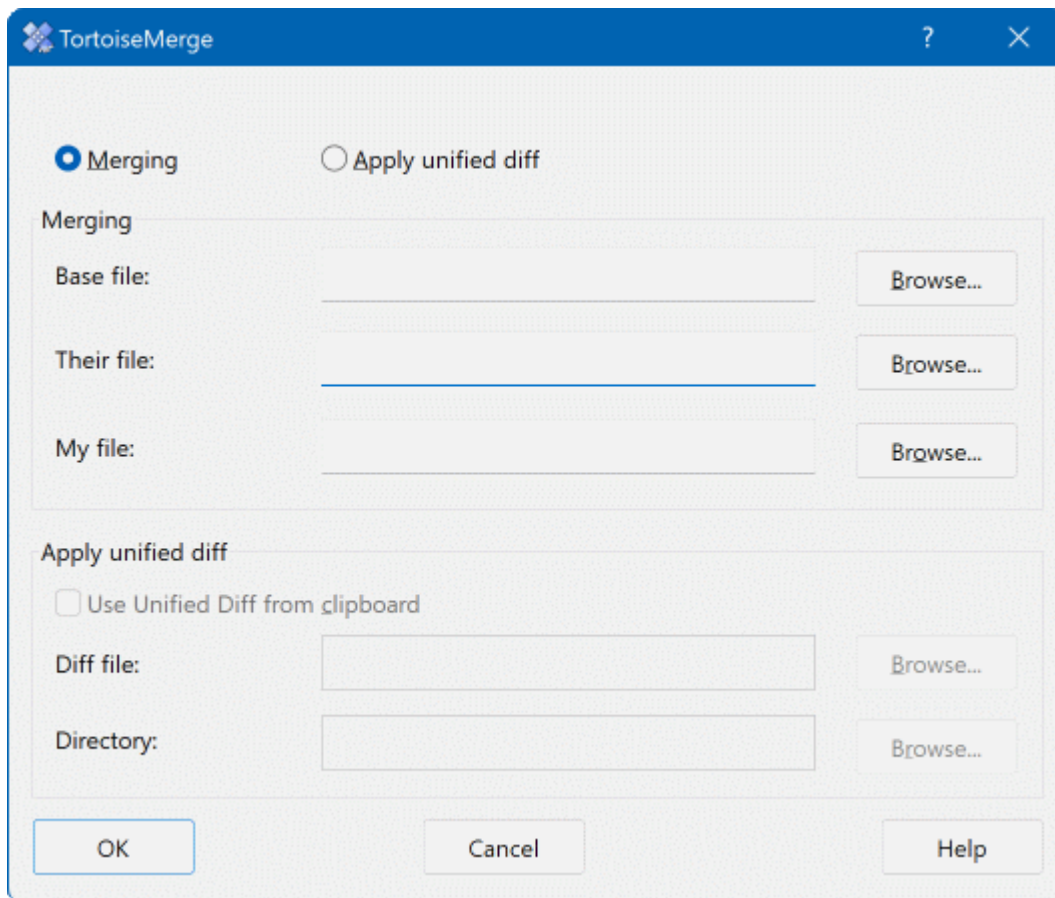 TortoiseMerge ?
Merging Apply unified diff
Merging
Base file: Browse...
Their file: Browse...
My file: Browse...
Apply unified diff
Use Unified Diff from clipboard
Diff file: Browse...
Directory: Browse...
OK Cancel Help